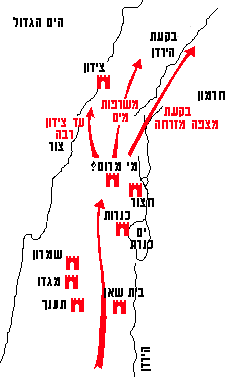 הים הגדול
בקעת
הירדן
צידון
חרמון
משרפות
מים
בקעת
מצפה מזרחה
עד צידון
רבה
צור
מי מרום?
חצור
כנרות
ים
כנרת
שמרון
מגדו
תענך
בית שאן
הירדן